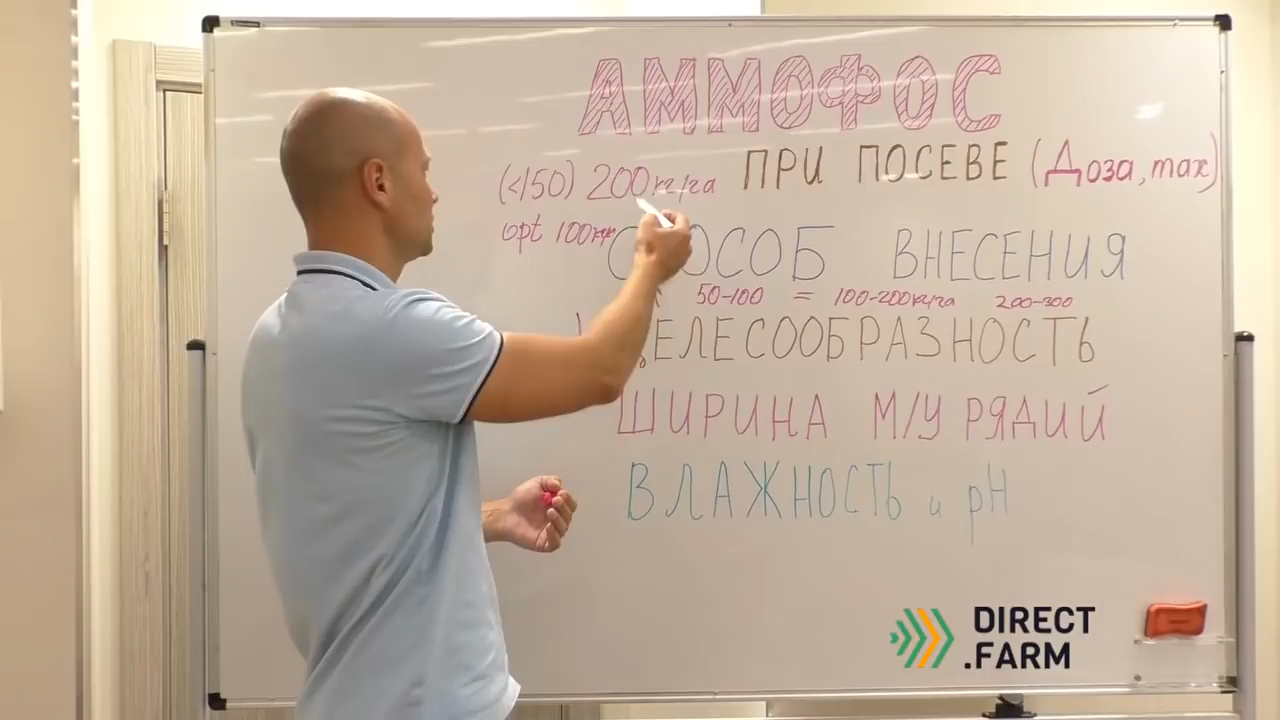 АММОФОС
(<150) 200кг/га ПРИ ПОСЕВЕ (Доза, max)
opt 100кг СПОСОБ ВНЕСЕНИЯ
50-100 = 100-200кг/га 200-300
ЦЕЛЕСООБРАЗНОСТЬ
ШИРИНА М/У РЯДИЙ
ВЛАЖНОСТЬ и pH
DIRECT
.FARM